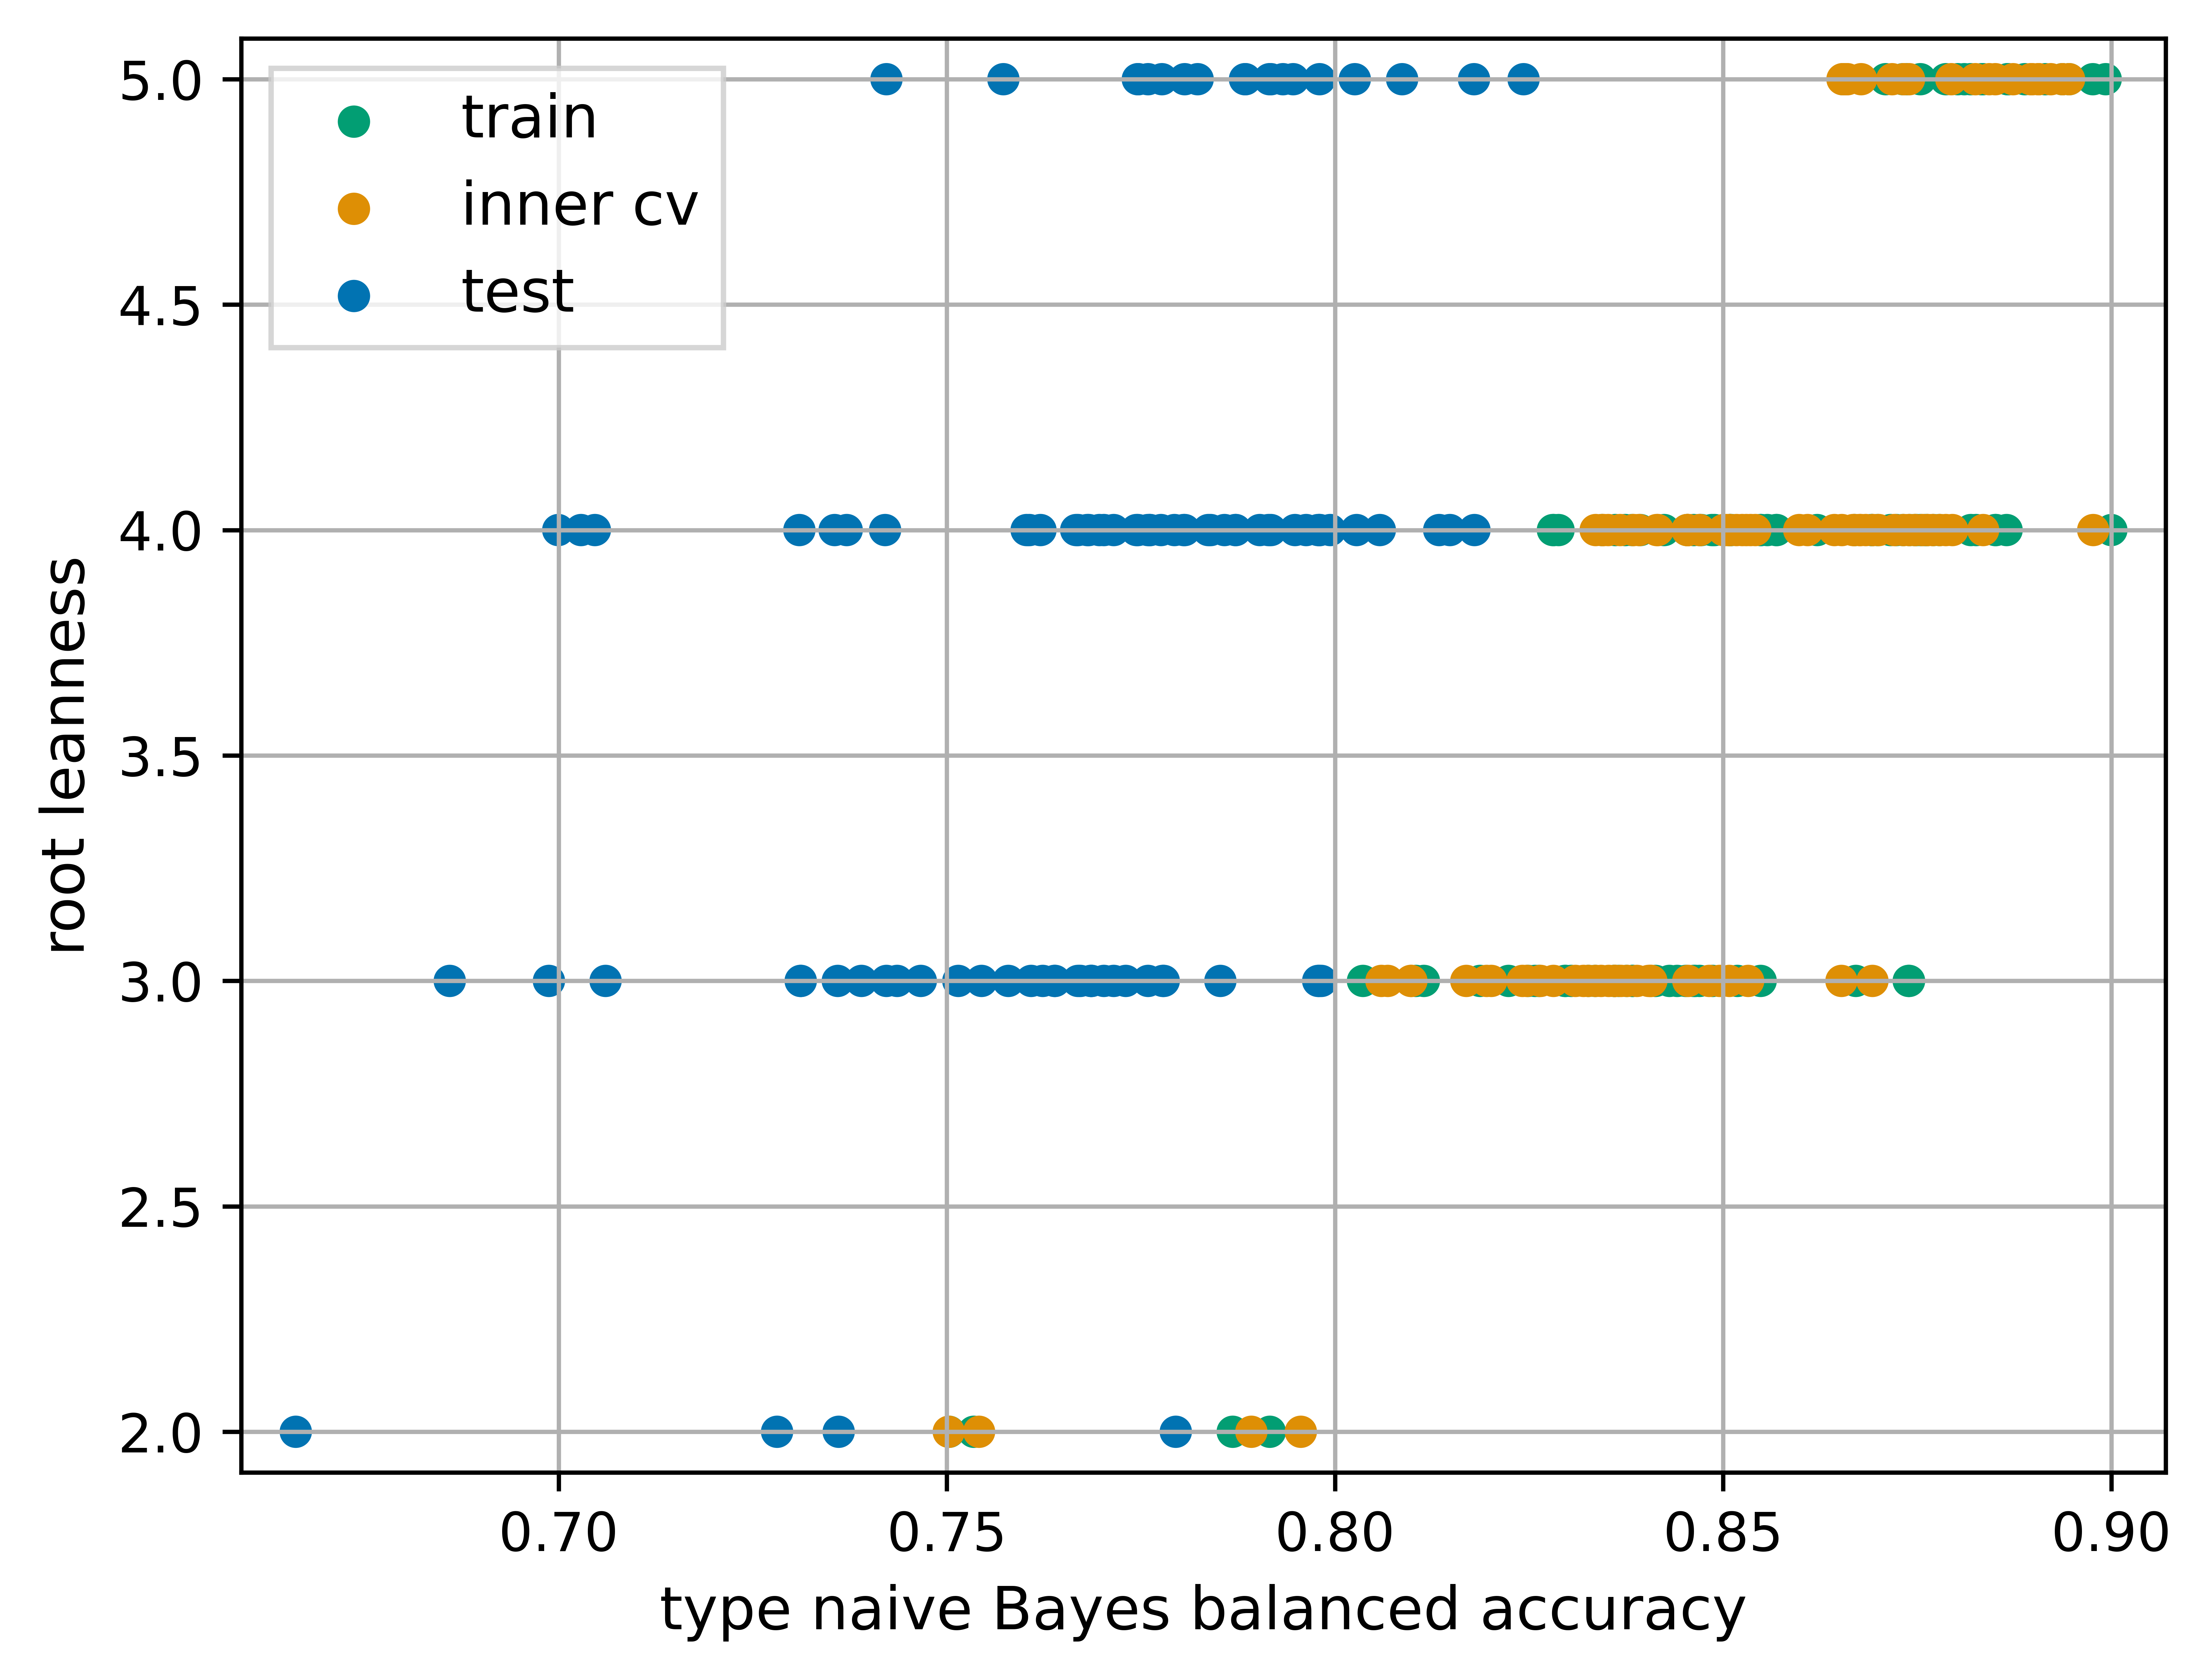 5.0
4.5
4.0
3.5
3.0
2.5
2.0
root leanness
train
inner cv
test
0.70 0.75 0.80 0.85 0.90
type naive Bayes balanced accuracy